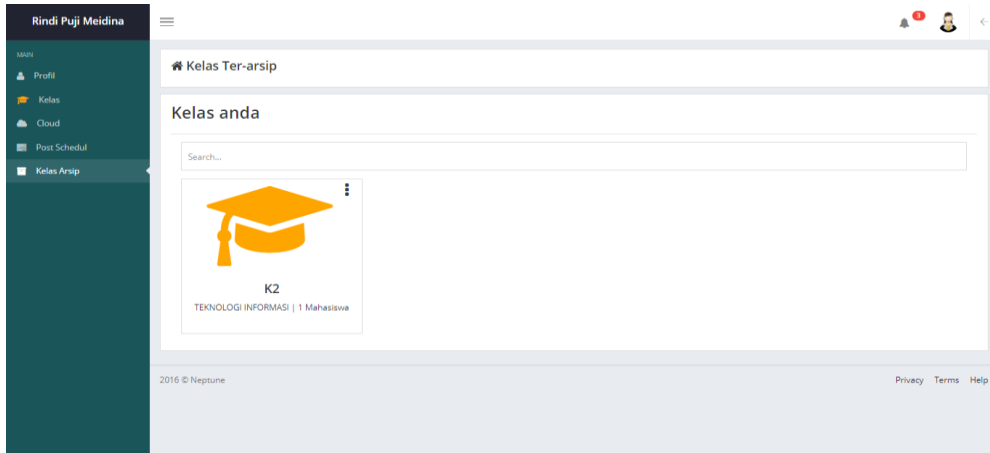 Rindi Puji Meidina
3
MAIN
Profil
Kelas
Cloud
Post Schedul
Kelas Arsip
Kelas Ter-arsip
Kelas anda
Search...
K2
TEKNOLOGI INFORMASI | 1 Mahasiswa
2016 © Neptune
Privacy Terms Help